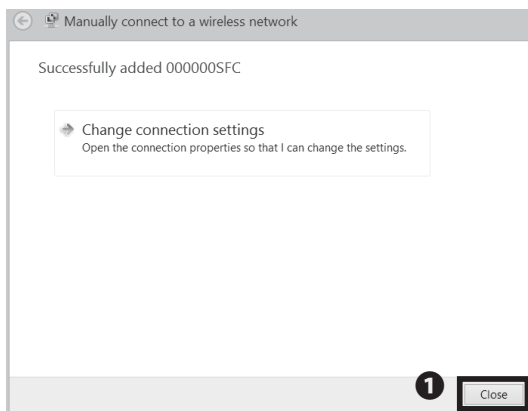 Manually connect to a wireless network
Successfully added 000000SFC
Change connection settings
Open the connection properties so that I can change the settings.
1
Close